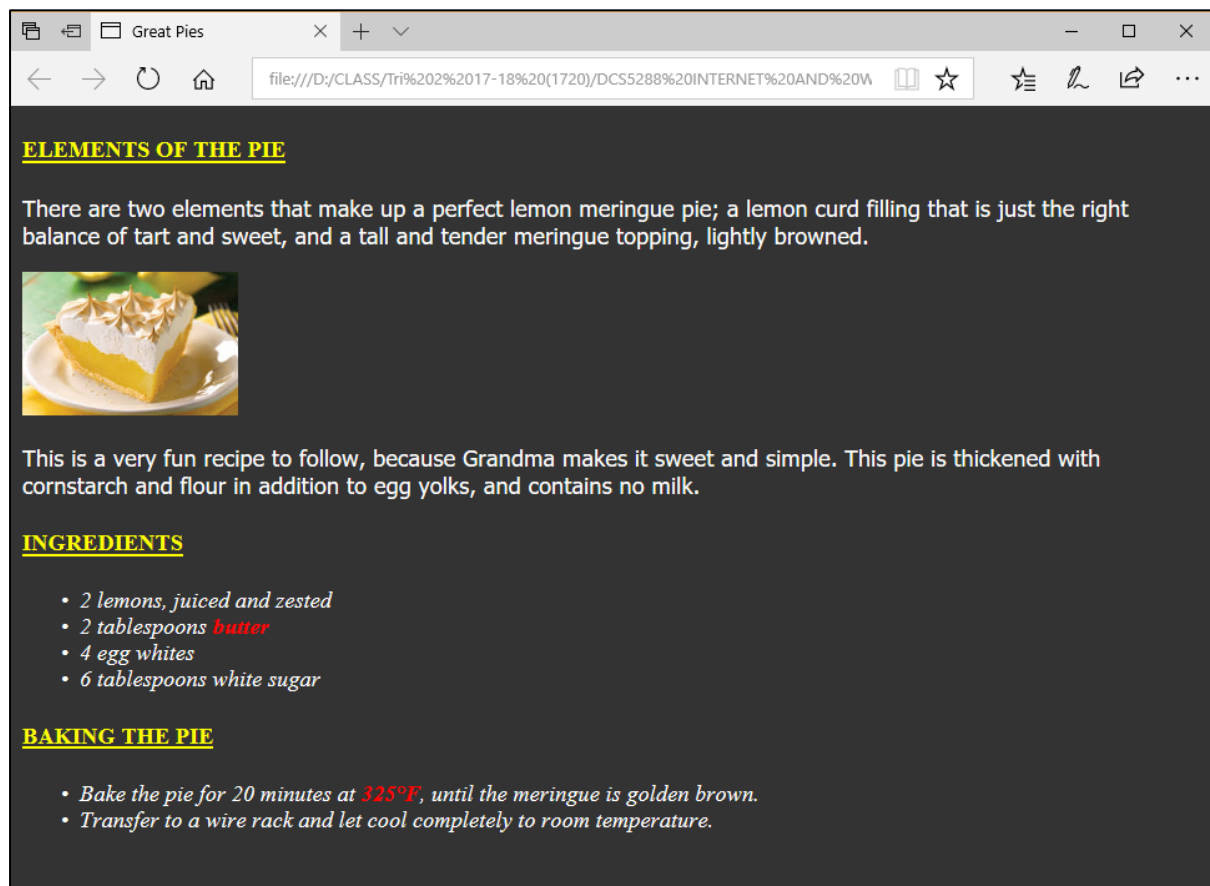 Great Pies
file:///D:/CLASS/Tri%202%2017-18%20(1720)/DCS5288%20INTERNET%20AND%20W
ELEMENTS OF THE PIE
There are two elements that make up a perfect lemon meringue pie; a lemon curd filling that is just the right
balance of tart and sweet, and a tall and tender meringue topping, lightly browned.
This is a very fun recipe to follow, because Grandma makes it sweet and simple. This pie is thickened with
cornstarch and flour in addition to egg yolks, and contains no milk.
INGREDIENTS
• 2 lemons, juiced and zested
• 2 tablespoons butter
• 4 egg whites
• 6 tablespoons white sugar
BAKING THE PIE
• Bake the pie for 20 minutes at 325°F, until the meringue is golden brown.
• Transfer to a wire rack and let cool completely to room temperature.